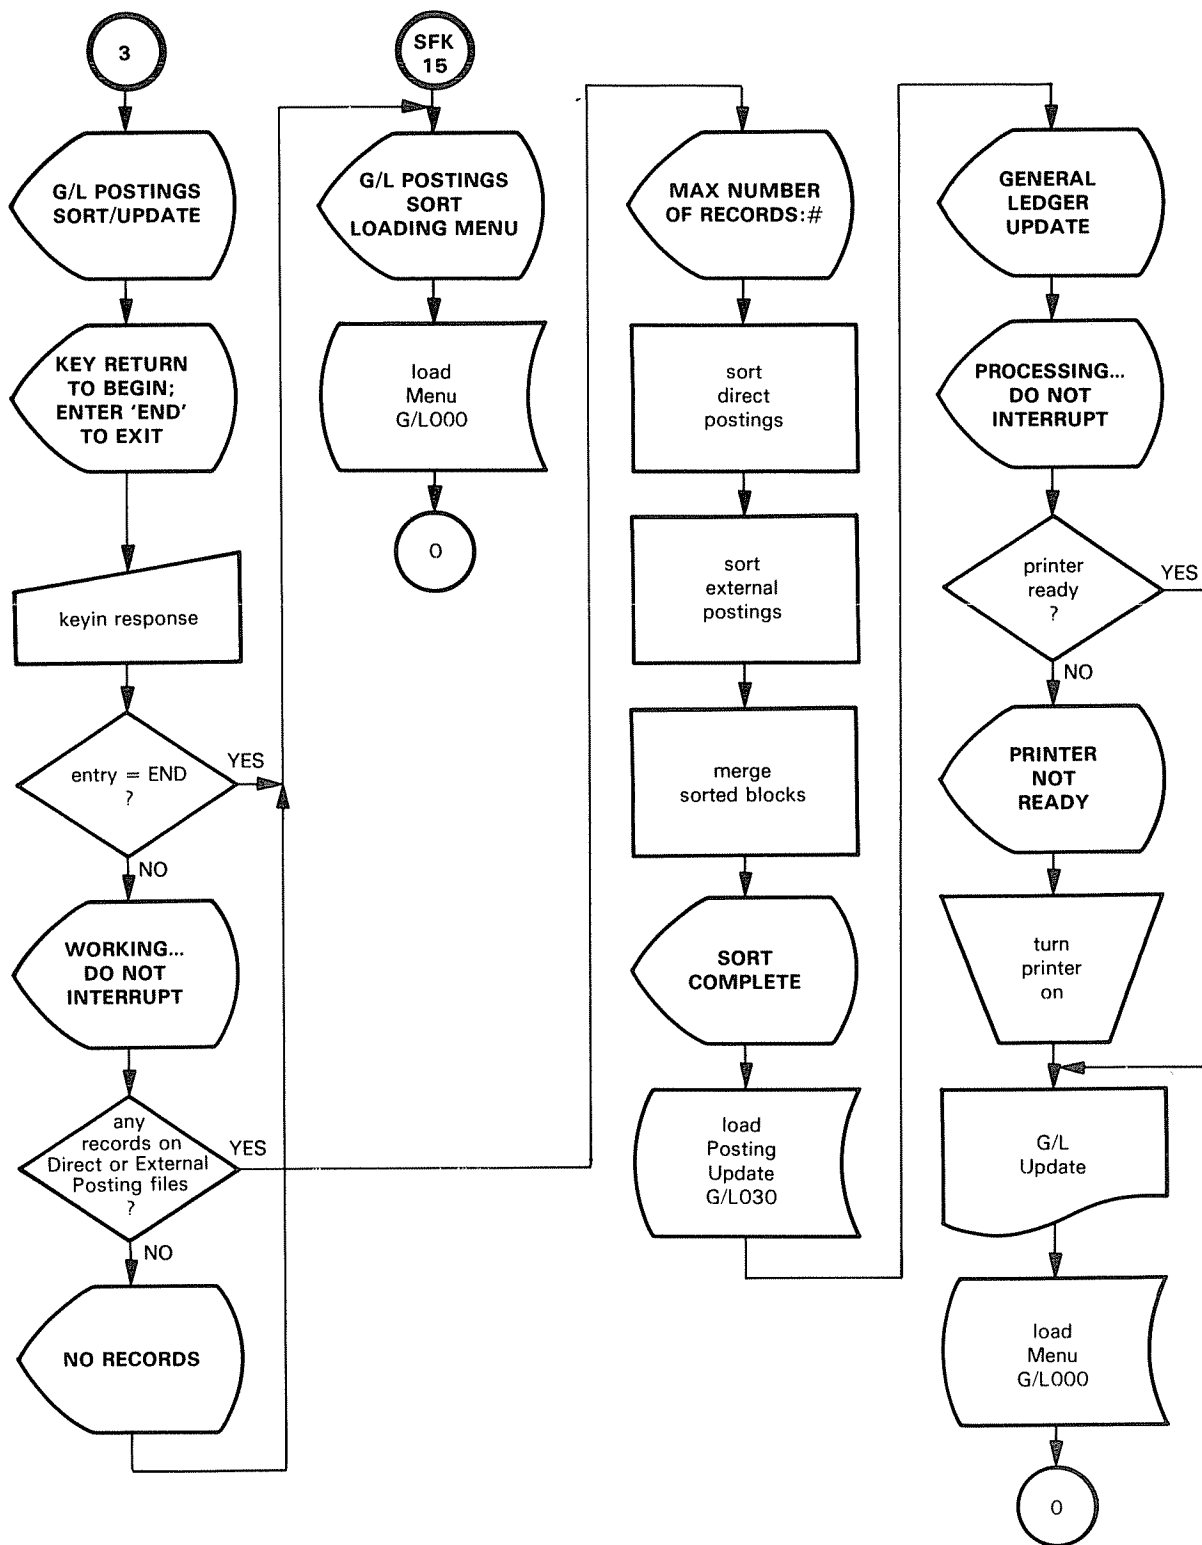 3
G/L POSTINGS
SORT/UPDATE
KEY RETURN
TO BEGIN;
ENTER ‘END’
TO EXIT
keyin response
entry = END
?
YES
NO
WORKING...
DO NOT
INTERRUPT
any
records on
Direct or External
Posting files
?
YES
NO
NO RECORDS
SFK
15
G/L POSTINGS
SORT
LOADING MENU
load
Menu
G/L000
0
MAX NUMBER
OF RECORDS:#
sort
direct
postings
sort
external
postings
merge
sorted blocks
SORT
COMPLETE
load
Posting
Update
G/L030
GENERAL
LEDGER
UPDATE
PROCESSING...
DO NOT
INTERRUPT
printer
ready
?
YES
NO
PRINTER
NOT
READY
turn
printer
on
G/L
Update
load
Menu
G/L000
0